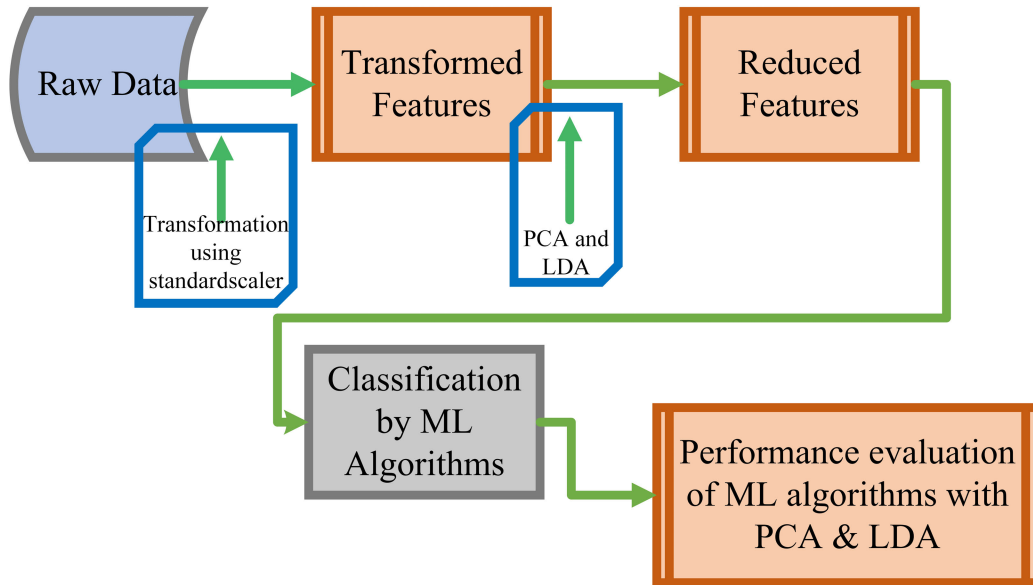 Raw Data
Transformed
Features
Reduced
Features
Transformation
using
standardscaler
PCA and
LDA
Classification
by ML
Algorithms
Performance evaluation
of ML algorithms with
PCA & LDA